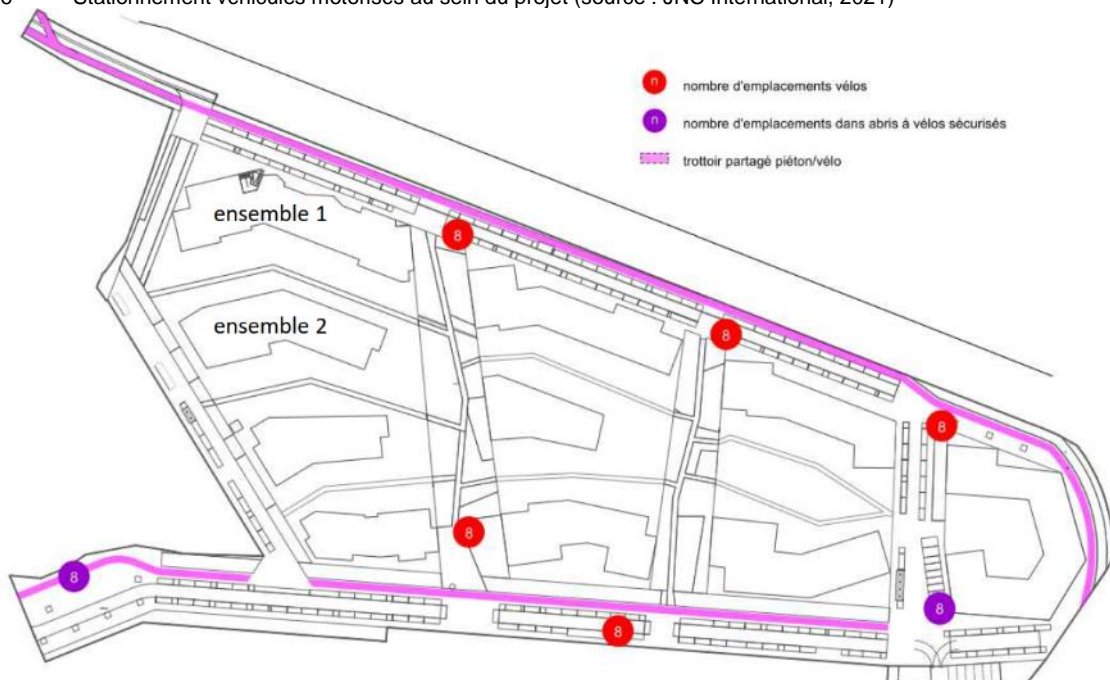 Stationnement véhicules motorisés au sein du projet (source : JNC International, 2021)
n nombre d'emplacements vélos
n nombre d'emplacements dans abris à vélos sécurisés
trottoir partagé piéton/vélo
ensemble 1
8
ensemble 2
8
8
8
8
8
8